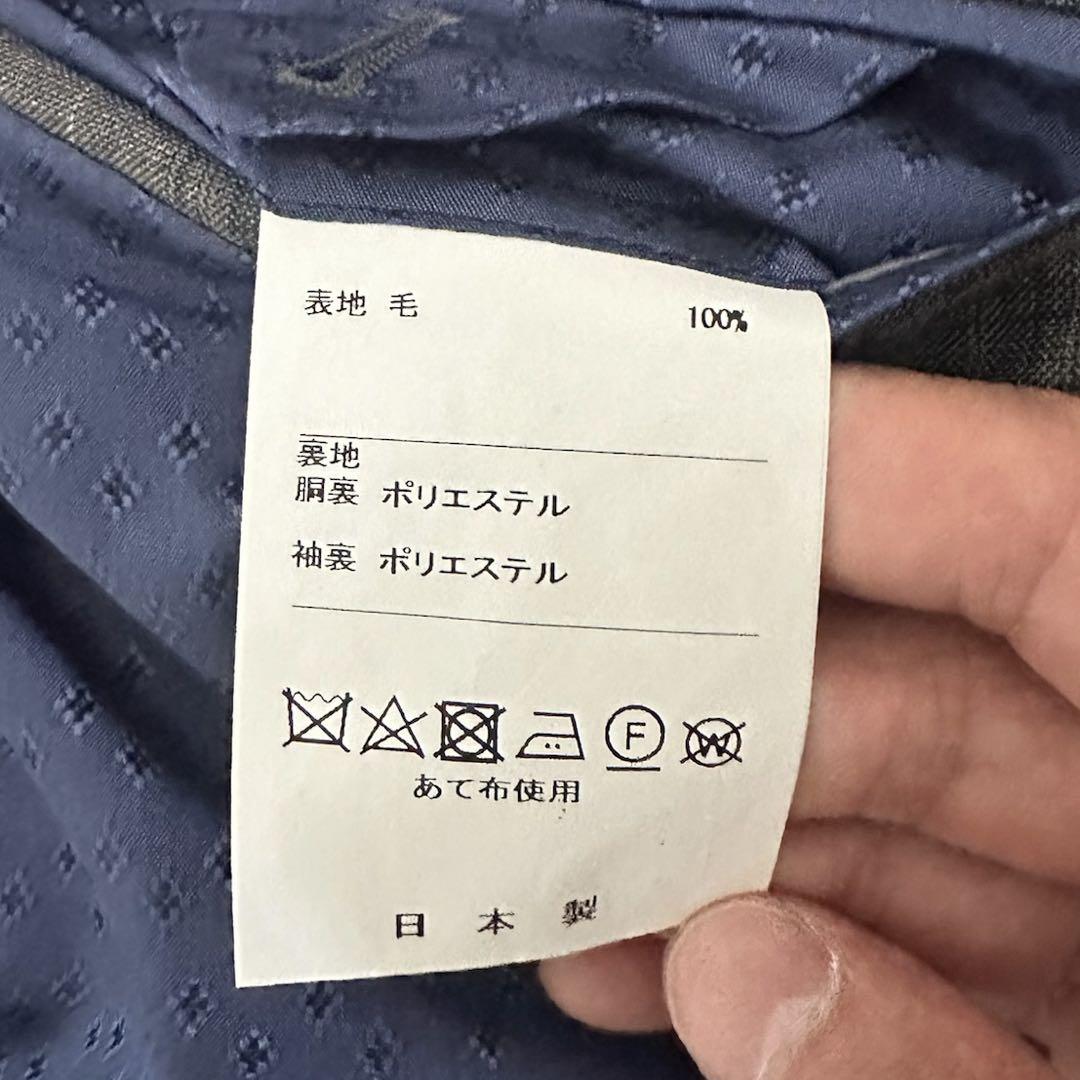 表地 毛 100%
裏地
胴裏 ポリエステル
袖裏 ポリエステル
F W
あて布使用
日本製